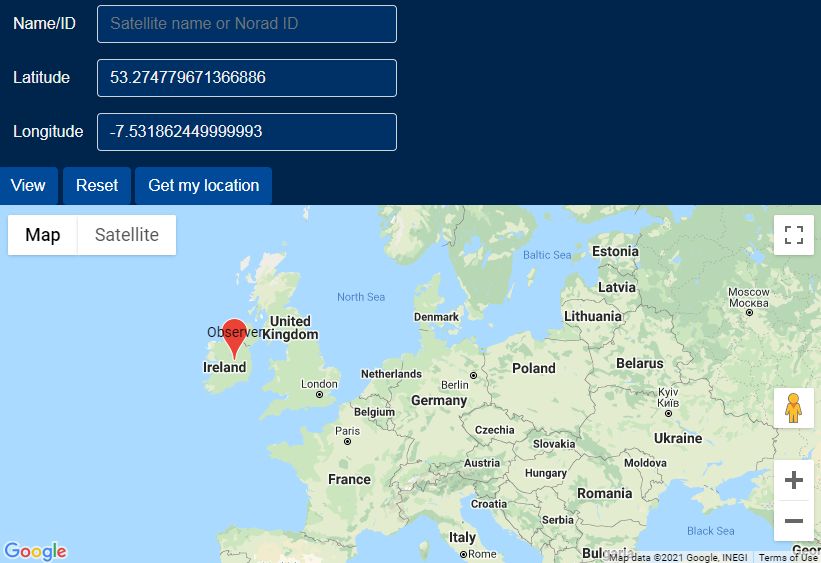 Name/ID Satellite name or Norad ID
Latitude 53.274779671366886
Longitude -7.531862449999993
View Reset Get my location
Map Satellite
Baltic Sea
Estonia
Latvia
Moscow
Москва
North Sea
Denmark
Lithuania
Observer
United
Kingdom
Ireland
Netherlands
Belarus
London
Berlin
Poland
Germany
Kyiv
Київ
Belgium
Paris
Czechia
Ukraine
Slovakia
France
Austria
Moldova
Hungary
Romania
Croatia
Serbia
Black Sea
Italy
Rome
Google
Map data ©2021 Google, INEGI Terms of Use